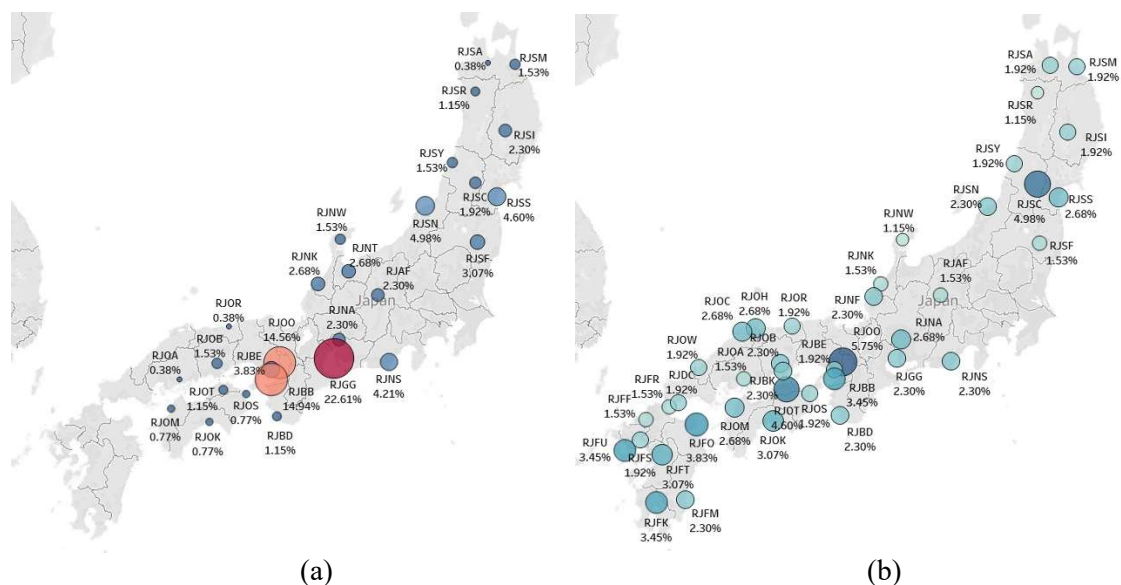 RJSA
0.38%
RJSM
1.53%
RJSR
1.15%
RJSI
2.30%
RJSY
1.53%
RJSC
1.92%
RJSS
4.60%
RJSN
4.98%
RJSF
3.07%
RJNW
1.53%
RJNT
2.68%
RJNK
2.68%
RJAF
2.30%
Japan
RJNA
2.30%
RJOR
0.38%
RJOO
14.56%
RJOB
1.53%
RJBE
3.83%
RJOA
0.38%
RJGG
22.61%
RJNS
4.21%
RJBB
14.94%
RJOT
1.15%
RJOS
0.77%
RJOM
0.77%
RJOK
0.77%
RJBD
1.15%
(a)
RJSA
1.92%
RJSM
1.92%
RJSR
1.15%
RJSI
1.92%
RJSY
1.92%
RJSN
2.30%
RJSC
4.98%
RJSS
2.68%
RJSF
1.53%
RJNW
1.15%
RJNK
1.53%
RJAF
1.53%
Japan
RJNF
2.30%
RJOC
2.68%
RJOH
2.68%
RJOR
1.92%
RJOO
5.75%
RJNA
2.68%
RJOW
1.92%
RJOA
1.53%
RJOB
2.30%
RJBE
1.92%
RJBK
2.30%
RJBB
3.45%
RJGG
2.30%
RJNS
2.30%
RJFR
1.53%
RJDC
1.92%
RJFF
1.53%
RJOT
4.60%
RJOS
1.92%
RJBD
2.30%
RJOM
2.68%
RJOK
3.07%
RJFU
3.45%
RJFS
1.92%
RJFO
3.83%
RJFT
3.07%
RJFK
3.45%
RJFM
2.30%
(b)